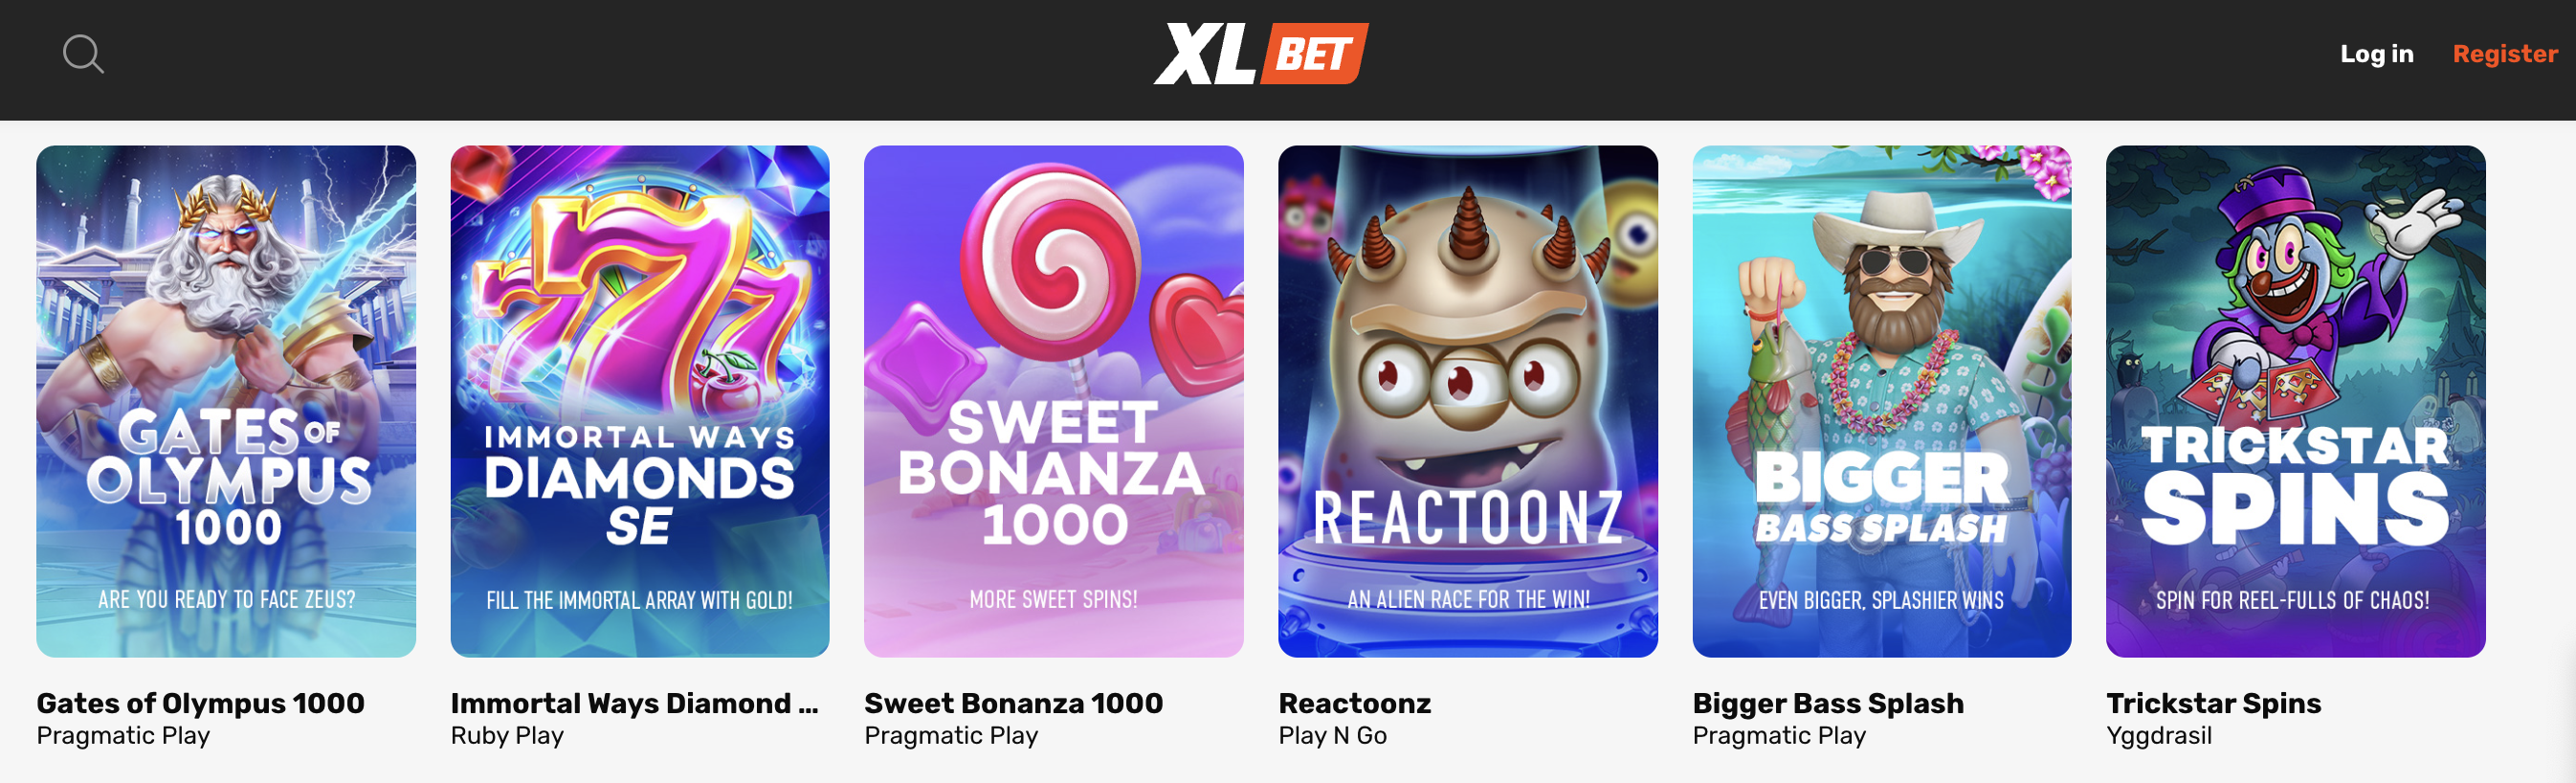 XL BET
Log in Register
GATES OF
OLYMPUS
1000
ARE YOU READY TO FACE ZEUS?
IMMORTAL WAYS
DIAMONDS
SE
FILL THE IMMORTAL ARRAY WITH GOLD!
SWEET
BONANZA
1000
MORE SWEET SPINS!
REACTOONZ
AN ALIEN RACE FOR THE WIN!
BIGGER
BASS SPLASH
EVEN BIGGER, SPLASHIER WINS
TRICKSTAR
SPINS
SPIN FOR REEL-FULLS OF CHAOS!
Gates of Olympus 1000
Pragmatic Play
Immortal Ways Diamond ...
Ruby Play
Sweet Bonanza 1000
Pragmatic Play
Reactoonz
Play N Go
Bigger Bass Splash
Pragmatic Play
Trickstar Spins
Yggdrasil